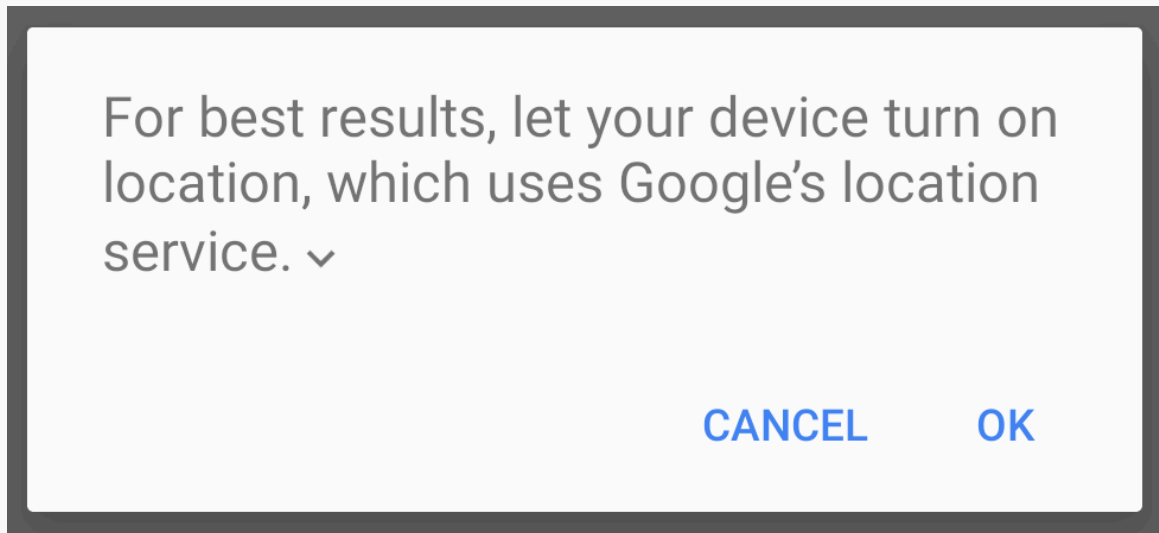 For best results, let your device turn on
location, which uses Google’s location
service.
CANCEL OK